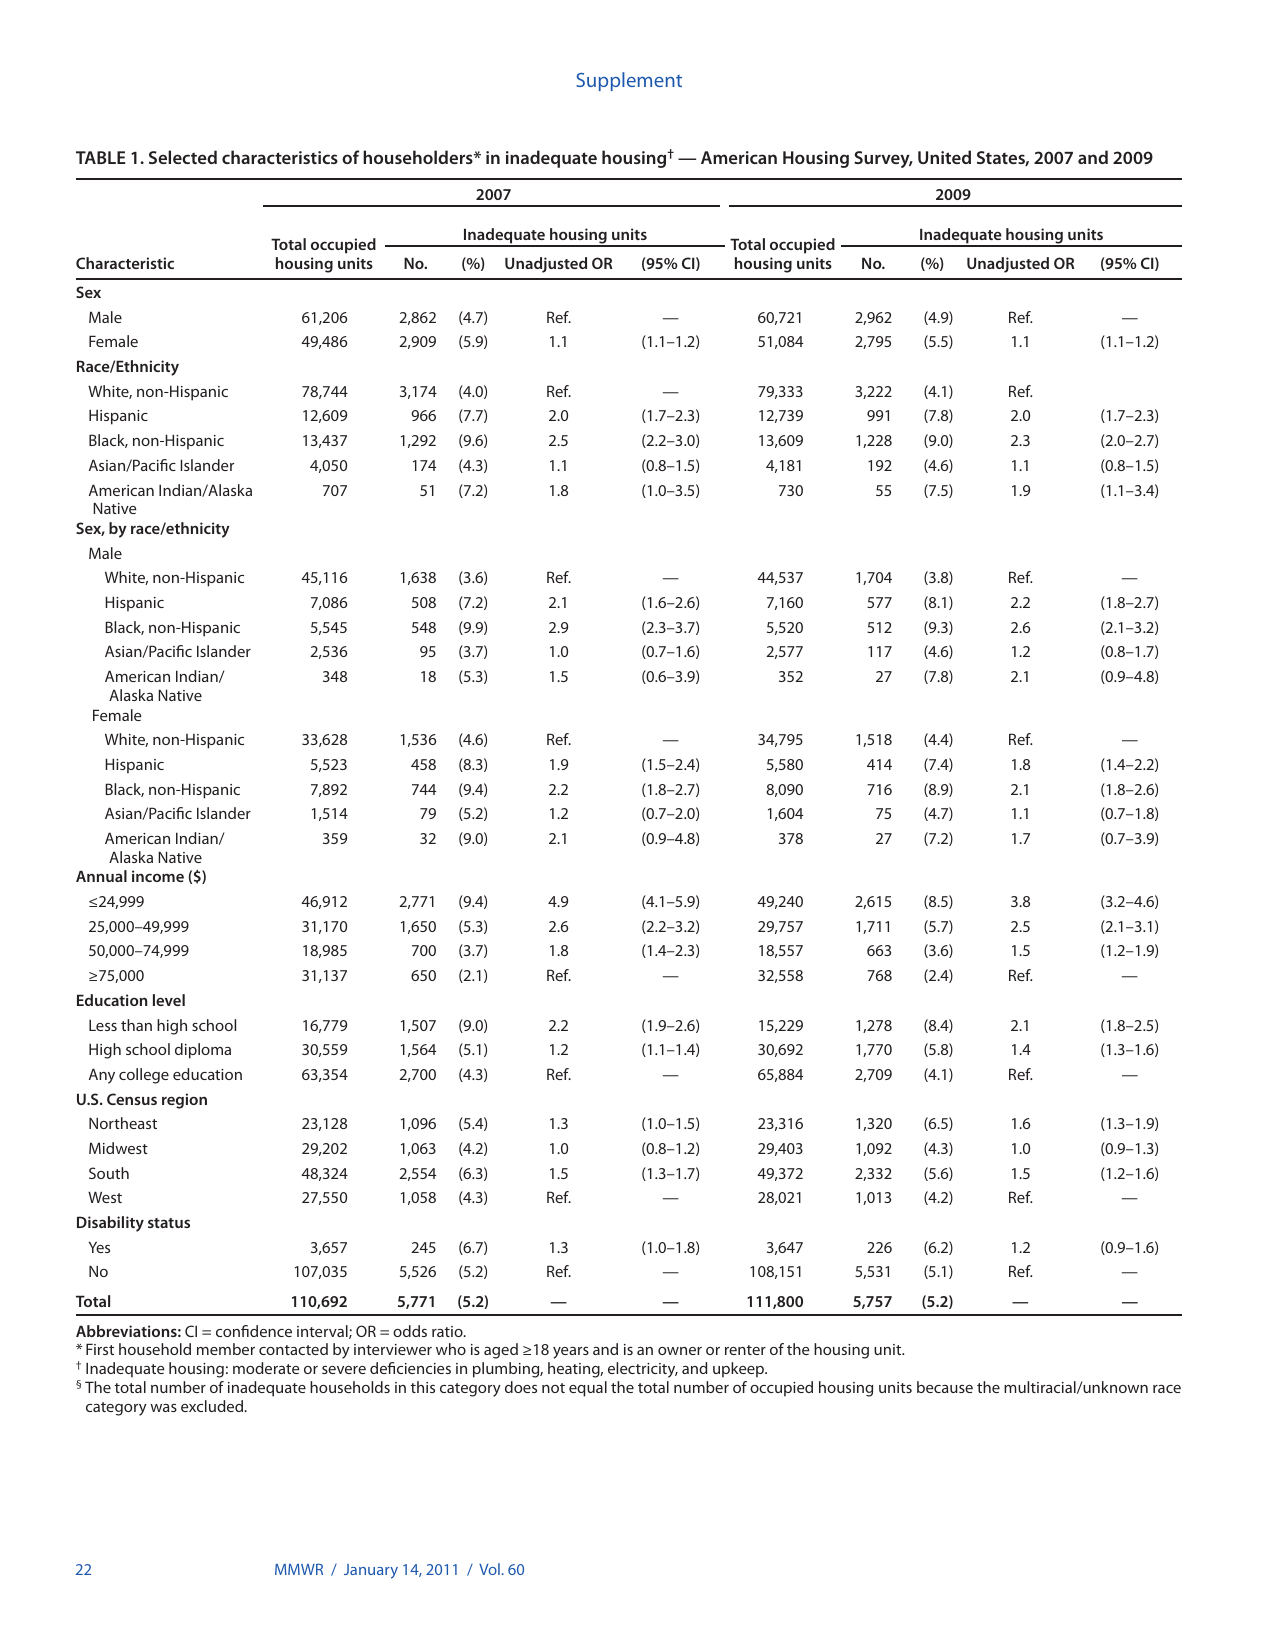 Supplement
TABLE 1. Selected characteristics of householders* in inadequate housing† — American Housing Survey, United States, 2007 and 2009
2007 2009
Inadequate housing units Inadequate housing units
Total occupied Total occupied
Characteristic housing units No. (%) Unadjusted OR (95% CI) housing units No. (%) Unadjusted OR (95% CI)
Sex
Male 61,206 2,862 (4.7) Ref. — 60,721 2,962 (4.9) Ref. —
Female 49,486 2,909 (5.9) 1.1 (1.1–1.2) 51,084 2,795 (5.5) 1.1 (1.1–1.2)
Race/Ethnicity
White, non-Hispanic 78,744 3,174 (4.0) Ref. — 79,333 3,222 (4.1) Ref.
Hispanic 12,609 966 (7.7) 2.0 (1.7–2.3) 12,739 991 (7.8) 2.0 (1.7–2.3)
Black, non-Hispanic 13,437 1,292 (9.6) 2.5 (2.2–3.0) 13,609 1,228 (9.0) 2.3 (2.0–2.7)
Asian/Pacific Islander 4,050 174 (4.3) 1.1 (0.8–1.5) 4,181 192 (4.6) 1.1 (0.8–1.5)
American Indian/Alaska 707 51 (7.2) 1.8 (1.0–3.5) 730 55 (7.5) 1.9 (1.1–3.4)
Native
Sex, by race/ethnicity
Male
White, non-Hispanic 45,116 1,638 (3.6) Ref. — 44,537 1,704 (3.8) Ref. —
Hispanic 7,086 508 (7.2) 2.1 (1.6–2.6) 7,160 577 (8.1) 2.2 (1.8–2.7)
Black, non-Hispanic 5,545 548 (9.9) 2.9 (2.3–3.7) 5,520 512 (9.3) 2.6 (2.1–3.2)
Asian/Pacific Islander 2,536 95 (3.7) 1.0 (0.7–1.6) 2,577 117 (4.6) 1.2 (0.8–1.7)
American Indian/ 348 18 (5.3) 1.5 (0.6–3.9) 352 27 (7.8) 2.1 (0.9–4.8)
Alaska Native
Female
White, non-Hispanic 33,628 1,536 (4.6) Ref. — 34,795 1,518 (4.4) Ref. —
Hispanic 5,523 458 (8.3) 1.9 (1.5–2.4) 5,580 414 (7.4) 1.8 (1.4–2.2)
Black, non-Hispanic 7,892 744 (9.4) 2.2 (1.8–2.7) 8,090 716 (8.9) 2.1 (1.8–2.6)
Asian/Pacific Islander 1,514 79 (5.2) 1.2 (0.7–2.0) 1,604 75 (4.7) 1.1 (0.7–1.8)
American Indian/ 359 32 (9.0) 2.1 (0.9–4.8) 378 27 (7.2) 1.7 (0.7–3.9)
Alaska Native
Annual income ($)
≤24,999 46,912 2,771 (9.4) 4.9 (4.1–5.9) 49,240 2,615 (8.5) 3.8 (3.2–4.6)
25,000–49,999 31,170 1,650 (5.3) 2.6 (2.2–3.2) 29,757 1,711 (5.7) 2.5 (2.1–3.1)
50,000–74,999 18,985 700 (3.7) 1.8 (1.4–2.3) 18,557 663 (3.6) 1.5 (1.2–1.9)
≥75,000 31,137 650 (2.1) Ref. — 32,558 768 (2.4) Ref. —
Education level
Less than high school 16,779 1,507 (9.0) 2.2 (1.9–2.6) 15,229 1,278 (8.4) 2.1 (1.8–2.5)
High school diploma 30,559 1,564 (5.1) 1.2 (1.1–1.4) 30,692 1,770 (5.8) 1.4 (1.3–1.6)
Any college education 63,354 2,700 (4.3) Ref. — 65,884 2,709 (4.1) Ref. —
U.S. Census region
Northeast 23,128 1,096 (5.4) 1.3 (1.0–1.5) 23,316 1,320 (6.5) 1.6 (1.3–1.9)
Midwest 29,202 1,063 (4.2) 1.0 (0.8–1.2) 29,403 1,092 (4.3) 1.0 (0.9–1.3)
South 48,324 2,554 (6.3) 1.5 (1.3–1.7) 49,372 2,332 (5.6) 1.5 (1.2–1.6)
West 27,550 1,058 (4.3) Ref. — 28,021 1,013 (4.2) Ref. —
Disability status
Yes 3,657 245 (6.7) 1.3 (1.0–1.8) 3,647 226 (6.2) 1.2 (0.9–1.6)
No 107,035 5,526 (5.2) Ref. — 108,151 5,531 (5.1) Ref. —
Total 110,692 5,771 (5.2) — — 111,800 5,757 (5.2) — —
Abbreviations: CI = confidence interval; OR = odds ratio.
* First household member contacted by interviewer who is aged ≥18 years and is an owner or renter of the housing unit.
† Inadequate housing: moderate or severe deficiencies in plumbing, heating, electricity, and upkeep.
§ The total number of inadequate households in this category does not equal the total number of occupied housing units because the multiracial/unknown race
category was excluded.
22 MMWR / January 14, 2011 / Vol. 60